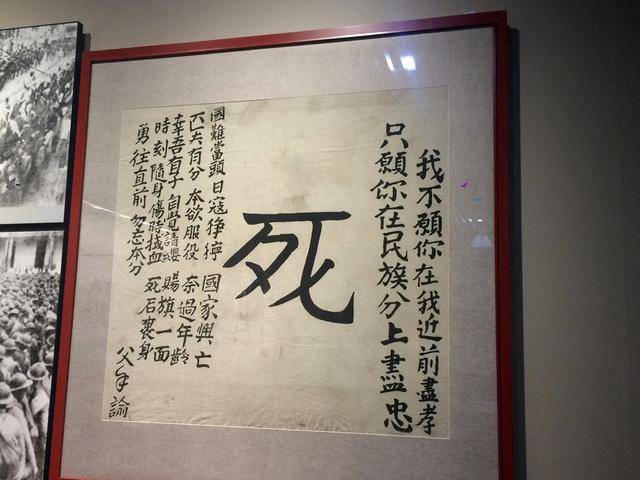 我不願你在我近前盡孝
只願你在民族分上盡忠
死
國難當頭 日寇猙獰 國家興亡
匹夫有分 本欲服役 奈過年齡
幸吾有子 自覺請纓 賜旗一面
時刻隨身 傷時拭血 死后裹身
勇往直前 勿忘本分
父手諭